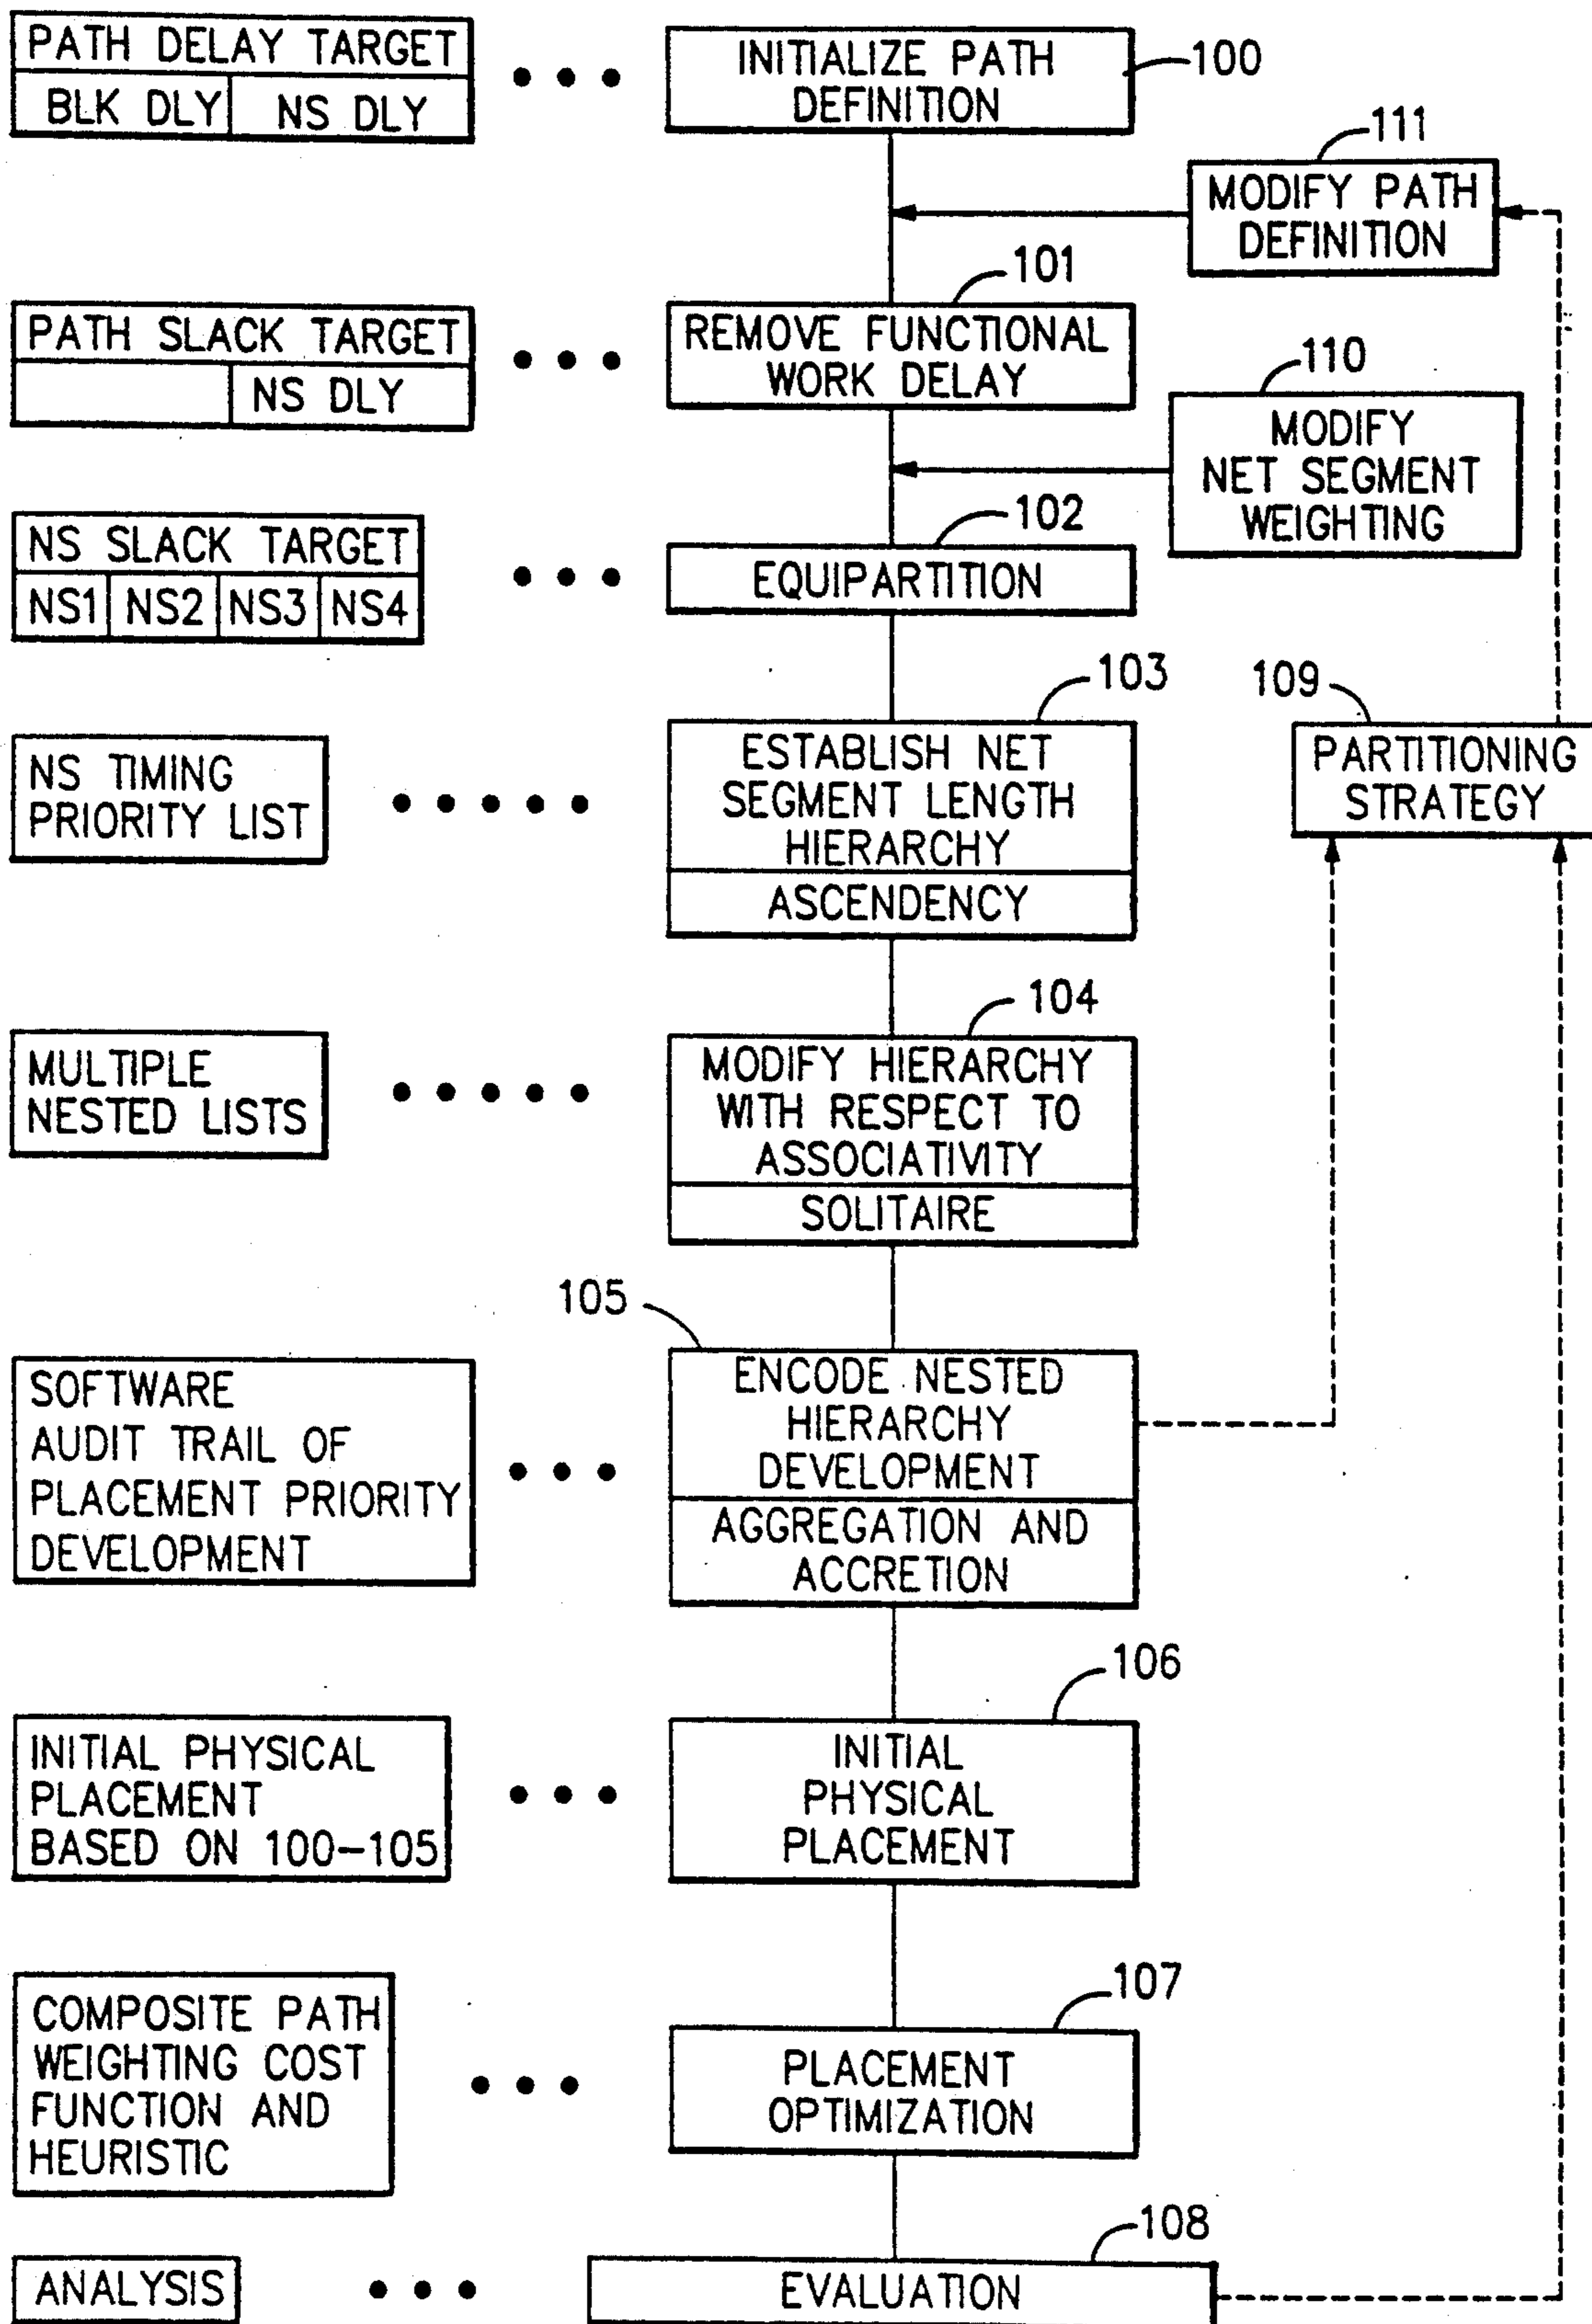 PATH DELAY TARGET
BLK DLY
NS DLY
INITIALIZE PATH
DEFINITION
100
111
MODIFY PATH
DEFINITION
101
PATH SLACK TARGET
NS DLY
REMOVE FUNCTIONAL
WORK DELAY
110
MODIFY
NET SEGMENT
WEIGHTING
102
NS SLACK TARGET
NS1
NS2
NS3
NS4
EQUIPARTITION
103
109
NS TIMING
PRIORITY LIST
ESTABLISH NET
SEGMENT LENGTH
HIERARCHY
ASCENDENCY
PARTITIONING
STRATEGY
104
MULTIPLE
NESTED LISTS
MODIFY HIERARCHY
WITH RESPECT TO
ASSOCIATIVITY
SOLITAIRE
105
SOFTWARE
AUDIT TRAIL OF
PLACEMENT PRIORITY
DEVELOPMENT
ENCODE NESTED
HIERARCHY
DEVELOPMENT
AGGREGATION AND
ACCRETION
106
INITIAL PHYSICAL
PLACEMENT
BASED ON 100-105
INITIAL
PHYSICAL
PLACEMENT
107
COMPOSITE PATH
WEIGHTING COST
FUNCTION AND
HEURISTIC
PLACEMENT
OPTIMIZATION
108
ANALYSIS
EVALUATION